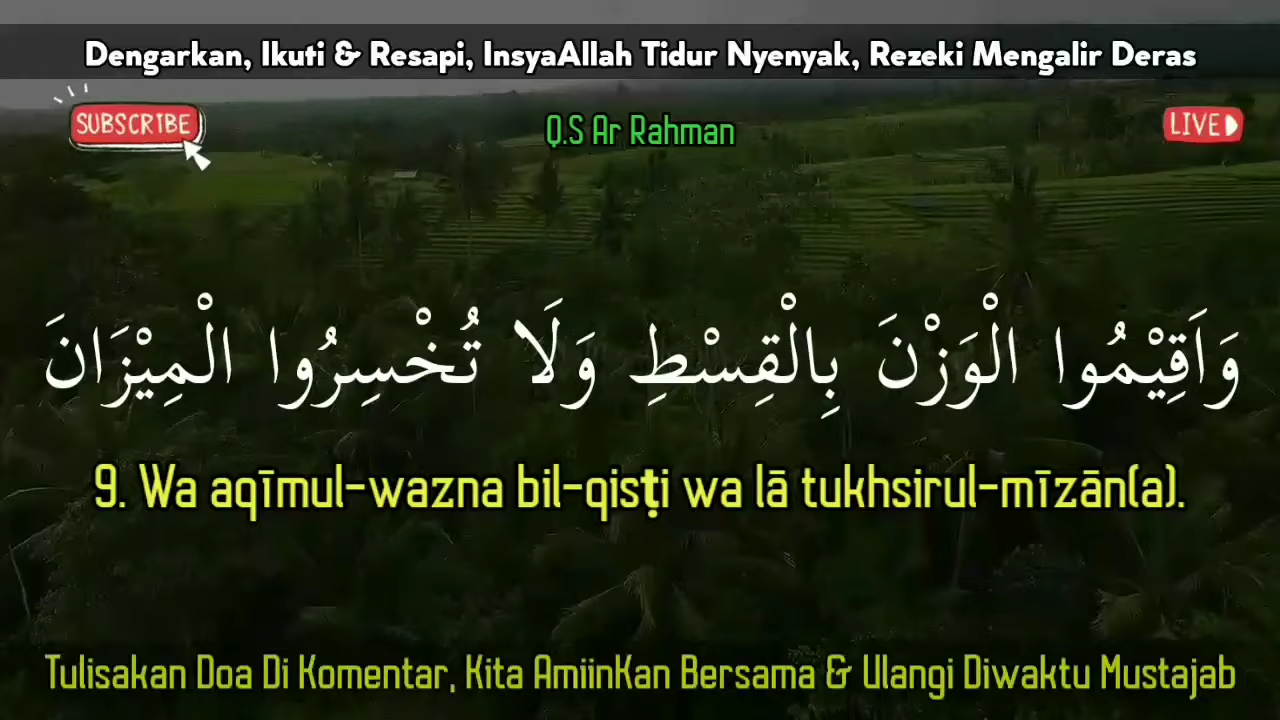 Dengarkan, Ikuti & Resapi, InsyaAllah Tidur Nyenyak, Rezeki Mengalir Deras
SUBSCRIBE
Q.S Ar Rahman
LIVE
وَاَقِيْمُوا الْوَزْنَ بِالْقِسْطِ وَلَا تُخْسِرُوا الْمِيْزَانَ
9. Wa aqīmul-wazna bil-qisṭi wa lā tukhsirul-mīzān(a).
Tulisakan Doa Di Komentar, Kita AmiinKan Bersama & Ulangi Diwaktu Mustajab